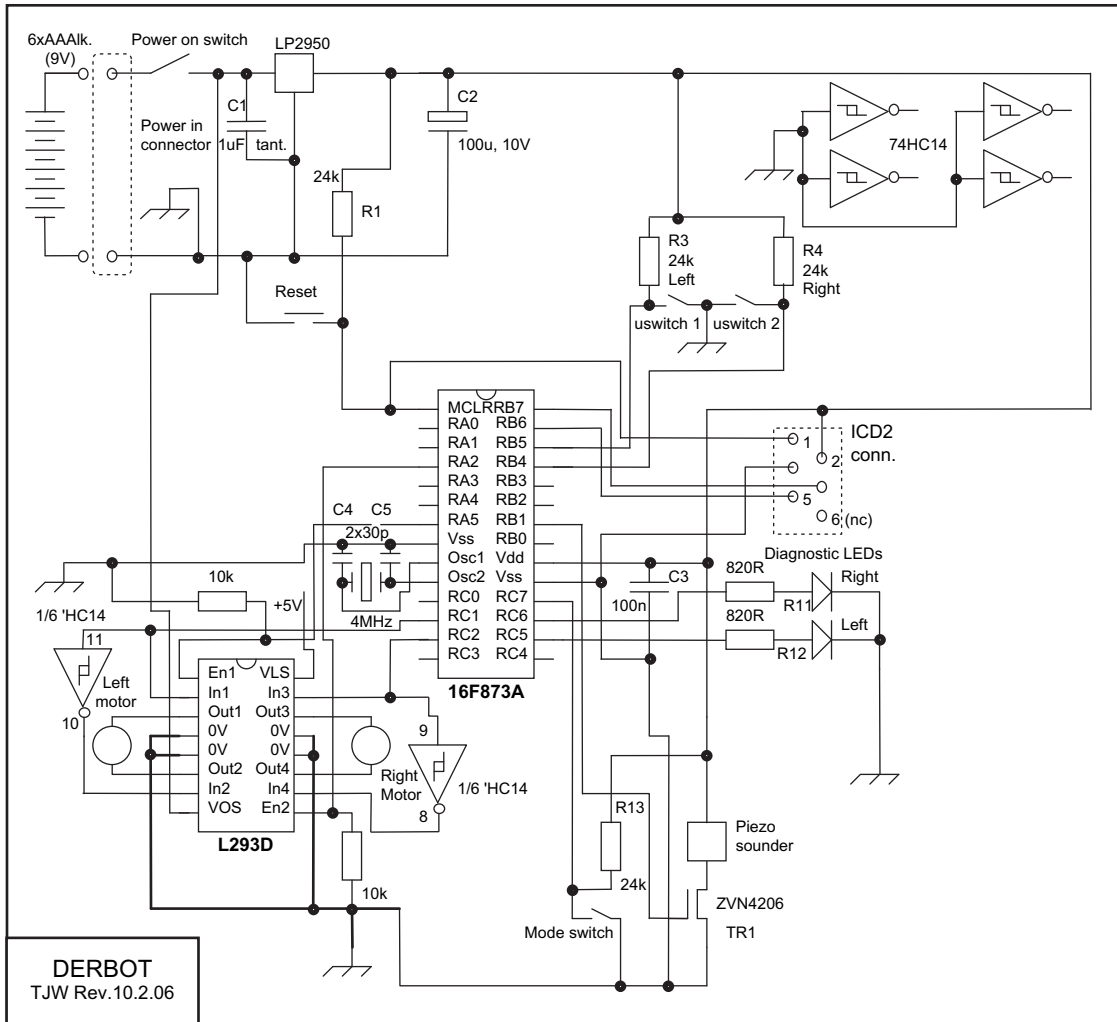 6xAAAlk.
(9V)
Power on switch
LP2950
C1
1uF tant.
Power in
connector
C2
100u, 10V
24k
R1
74HC14
R3
24k
Left
R4
24k
Right
Reset
uswitch 1
uswitch 2
MCLR
RB7
RA0
RB6
RA1
RB5
RA2
RB4
RA3
RB3
RA4
RB2
RA5
RB1
Vss
RB0
Osc1
Vdd
Osc2
Vss
RC0
RC7
RC1
RC6
RC2
RC5
RC3
RC4
16F873A
1
2
5
6 (nc)
ICD2
conn.
C4
C5
2x30p
4MHz
10k
+5V
C3
100n
Diagnostic LEDs
820R
R11
Right
820R
R12
Left
1/6 'HC14
11
10
Left
motor
En1
VLS
In1
In3
Out1
Out3
0V
0V
0V
0V
Out2
Out4
In2
In4
VOS
En2
L293D
9
8
Right
Motor
1/6 'HC14
10k
R13
24k
Mode switch
Piezo
sounder
ZVN4206
TR1
DERBOT
TJW Rev.10.2.06